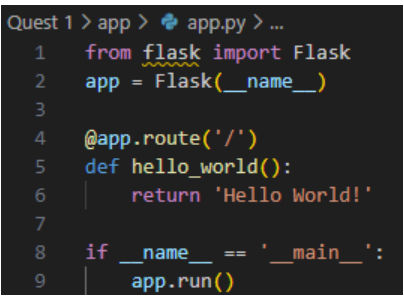 Quest 1 > app > app.py > ...
1 from flask import Flask
2 app = Flask(__name__)
3
4 @app.route('/')
5 def hello_world():
6     return 'Hello World!'
7
8 if __name__ == '__main__':
9     app.run()